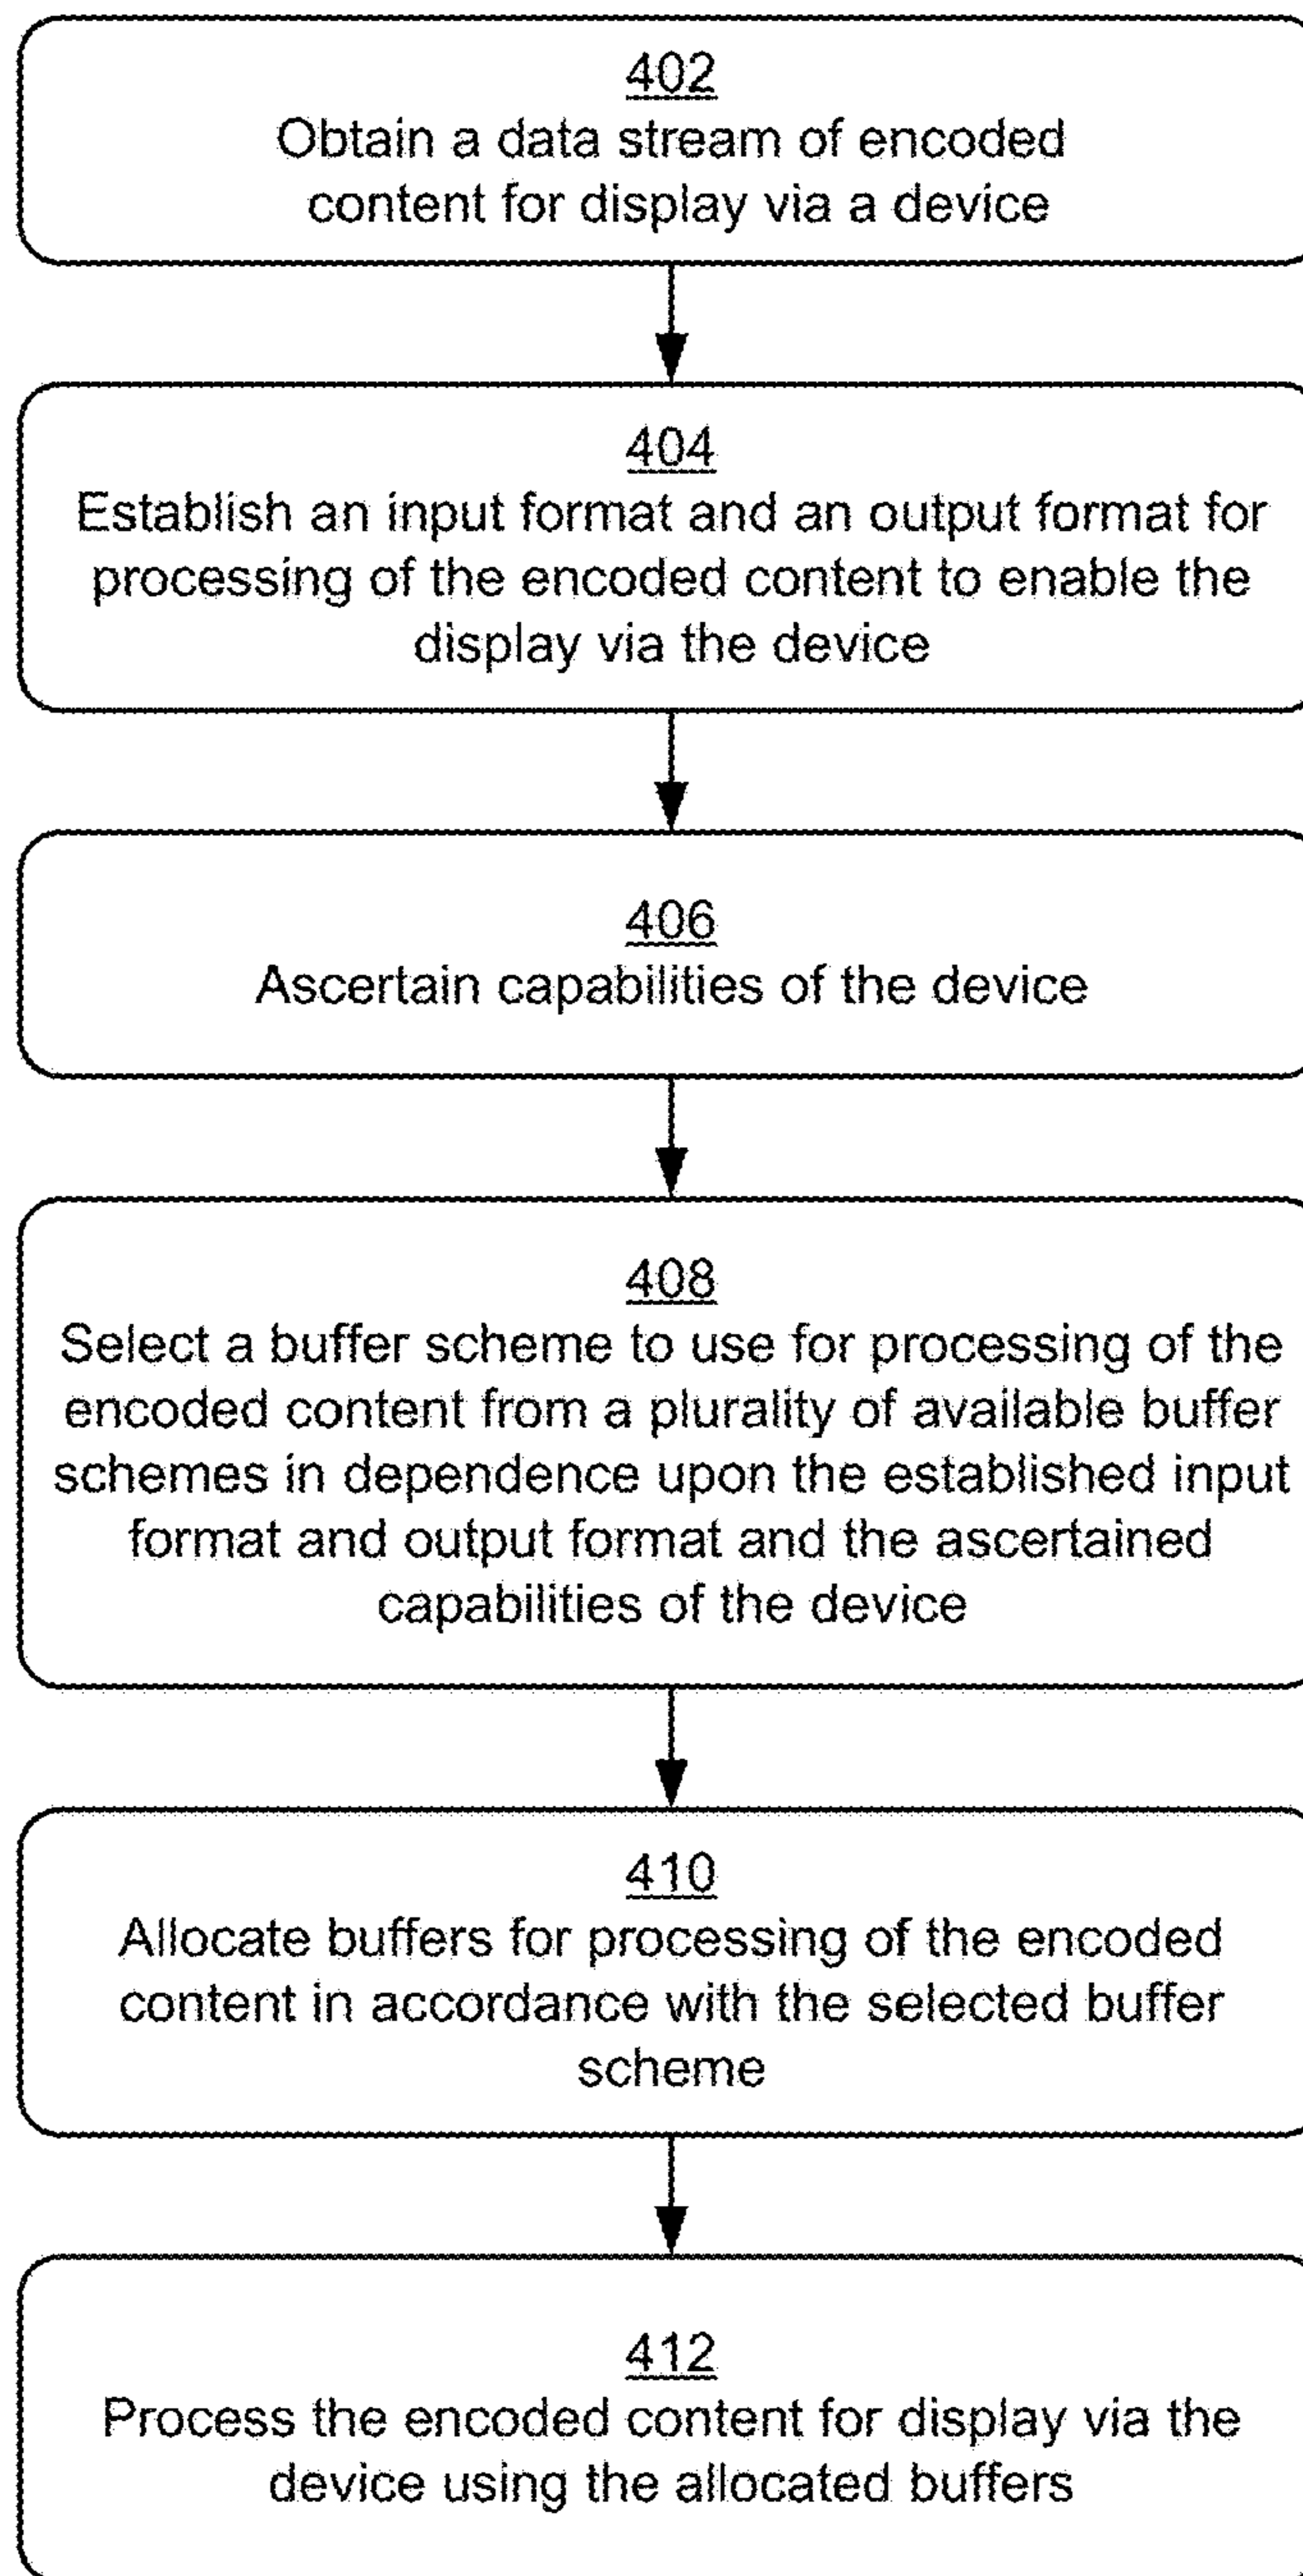 402
Obtain a data stream of encoded
content for display via a device
404
Establish an input format and an output format for
processing of the encoded content to enable the
display via the device
406
Ascertain capabilities of the device
408
Select a buffer scheme to use for processing of the
encoded content from a plurality of available buffer
schemes in dependence upon the established input
format and output format and the ascertained
capabilities of the device
410
Allocate buffers for processing of the encoded
content in accordance with the selected buffer
scheme
412
Process the encoded content for display via the
device using the allocated buffers